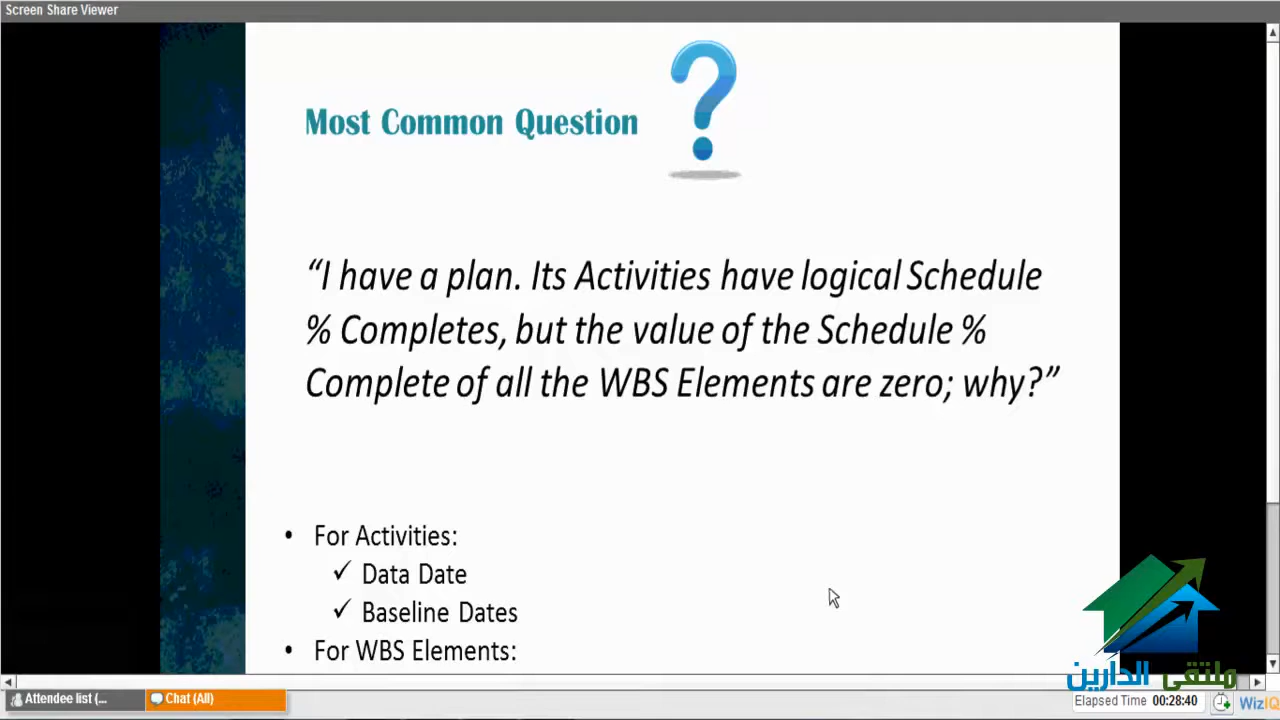 Screen Share Viewer
Most Common Question
“I have a plan. Its Activities have logical Schedule
% Completes, but the value of the Schedule %
Complete of all the WBS Elements are zero; why?”
• For Activities:
✓ Data Date
✓ Baseline Dates
• For WBS Elements:
ملتقى الدارين
Attendee list (...
Chat (All)
Elapsed Time 00:28:40
WizIQ